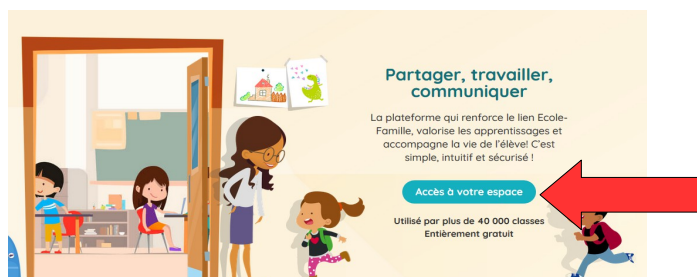 Partager, travailler,
communiquer
La plateforme qui renforce le lien Ecole-
Famille, valorise les apprentissages et
accompagne la vie de l'élève! C'est
simple, intuitif et sécurisé !
Accès à votre espace
Utilisé par plus de 40 000 classes
Entièrement gratuit